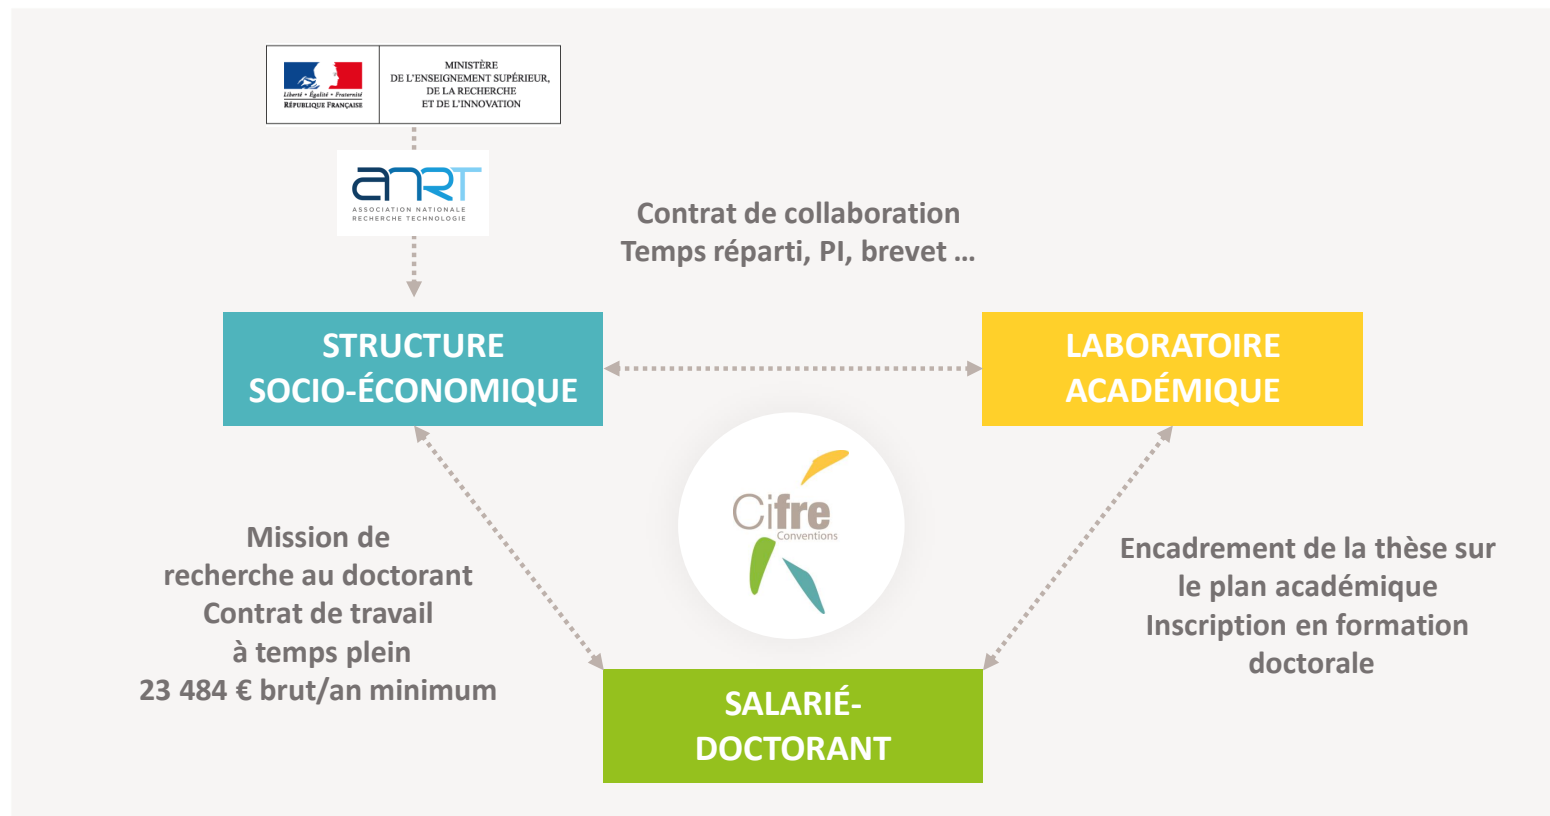 MINISTÈRE
DE L'ENSEIGNEMENT SUPÉRIEUR,
DE LA RECHERCHE
ET DE L'INNOVATION
Liberté • Égalité • Fraternité
RÉPUBLIQUE FRANÇAISE
ANRT
ASSOCIATION NATIONALE
RECHERCHE TECHNOLOGIE
Contrat de collaboration
Temps réparti, PI, brevet ...
STRUCTURE
SOCIO-ÉCONOMIQUE
LABORATOIRE
ACADÉMIQUE
Cifre
Conventions
Mission de
recherche au doctorant
Contrat de travail
à temps plein
23 484 € brut/an minimum
Encadrement de la thèse sur
le plan académique
Inscription en formation
doctorale
SALARIÉ-
DOCTORANT